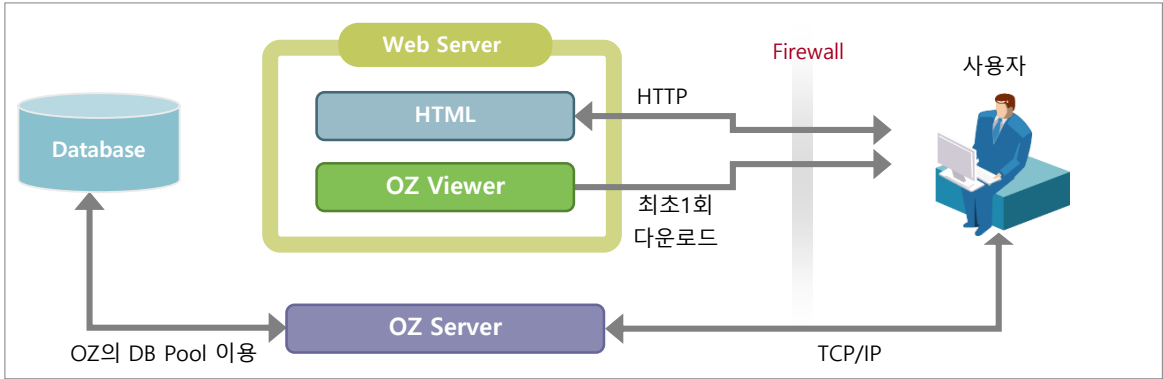 Web Server
Firewall
사용자
HTTP
HTML
Database
OZ Viewer
최초1회
다운로드
OZ Server
OZ의 DB Pool 이용
TCP/IP